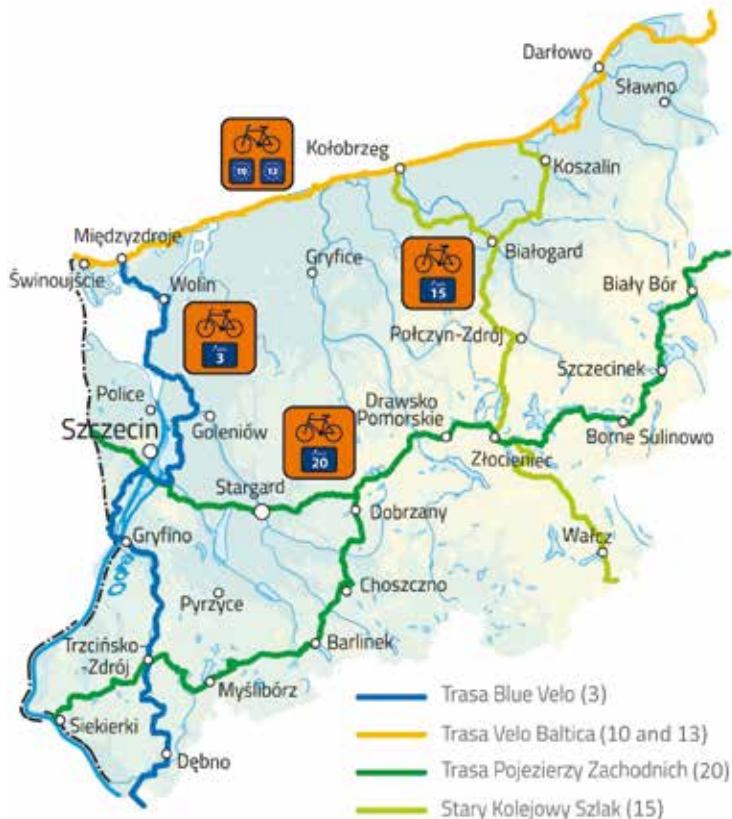 Darłowo
Sławno
10 13
Kołobrzeg
Koszalin
Międzyzdroje
Świnoujście
Wolin
Gryfice
Białogard
15
Biały Bór
3
Połczyn-Zdrój
Szczecinek
Police
Szczecin
Goleniów
Drawsko
Pomorskie
20
Złocieniec
Borne Sulinowo
Stargard
Dobrzany
Wałcz
Gryfino
Odra
Pyrzyce
Choszczno
Trzcińsko-
-Zdrój
Barlinek
Myślibórz
Siekierki
Dębno
Trasa Blue Velo (3)
Trasa Velo Baltica (10 and 13)
Trasa Pojezierzy Zachodnich (20)
Stary Kolejowy Szlak (15)